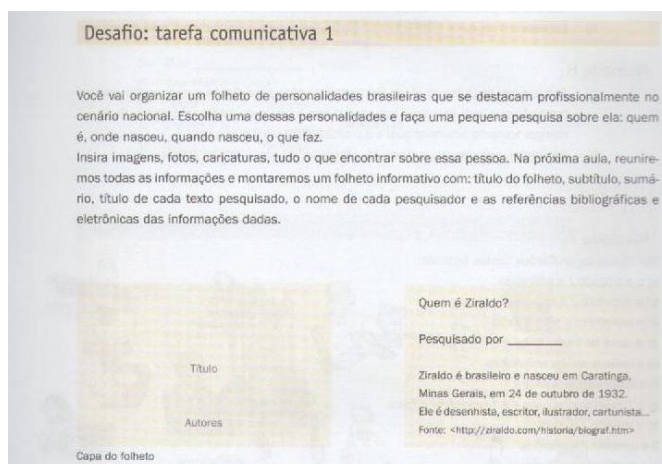 Desafio: tarefa comunicativa 1
Você vai organizar um folheto de personalidades brasileiras que se destacam profissionalmente no
cenário nacional. Escolha uma dessas personalidades e faça uma pequena pesquisa sobre ela: quem
é, onde nasceu, quando nasceu, o que faz.
Insira imagens, fotos, caricaturas, tudo o que encontrar sobre essa pessoa. Na próxima aula, reunire-
mos todas as informações e montaremos um folheto informativo com: título do folheto, subtítulo, sumá-
rio, título de cada texto pesquisado, o nome de cada pesquisador e as referências bibliográficas e
eletrônicas das informações dadas.
Título
Autores
Capa do folheto
Quem é Ziraldo?
Pesquisado por ________
Ziraldo é brasileiro e nasceu em Caratinga,
Minas Gerais, em 24 de outubro de 1932.
Ele é desenhista, escritor, ilustrador, cartunista...
Fonte: <http://ziraldo.com/historia/biograf.htm>